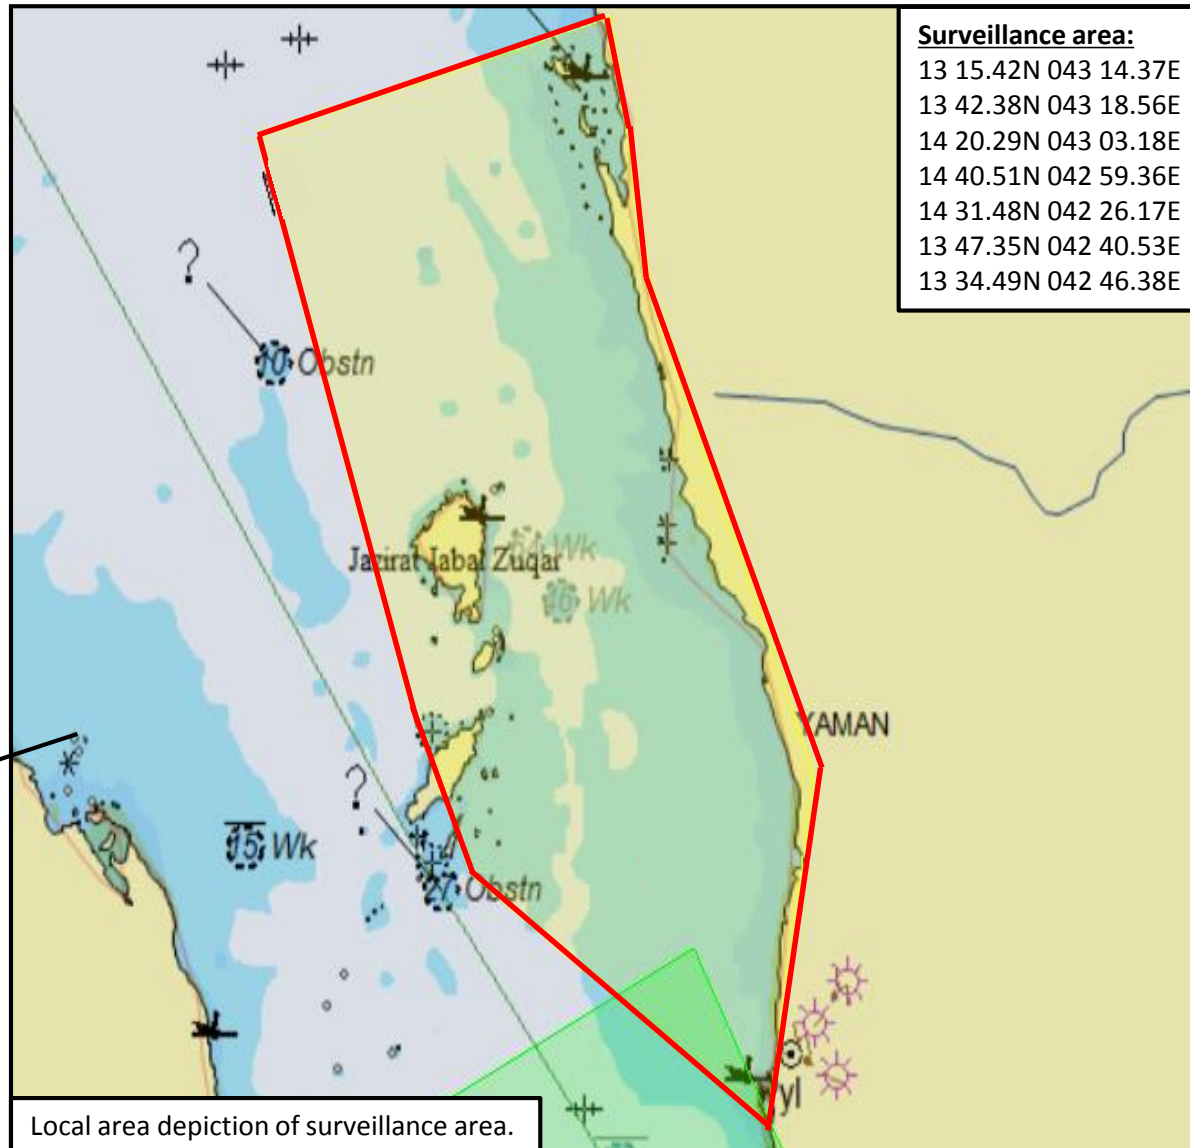 Surveillance area:
13 15.42N 043 14.37E
13 42.38N 043 18.56E
14 20.29N 043 03.18E
14 40.51N 042 59.36E
14 31.48N 042 26.17E
13 47.35N 042 40.53E
13 34.49N 042 46.38E
?
10 Obstn
Wk
Jazirat Jabal Zuqar
16 Wk
YAMAN
?
15 Wk
27 Obstn
Local area depiction of surveillance area.